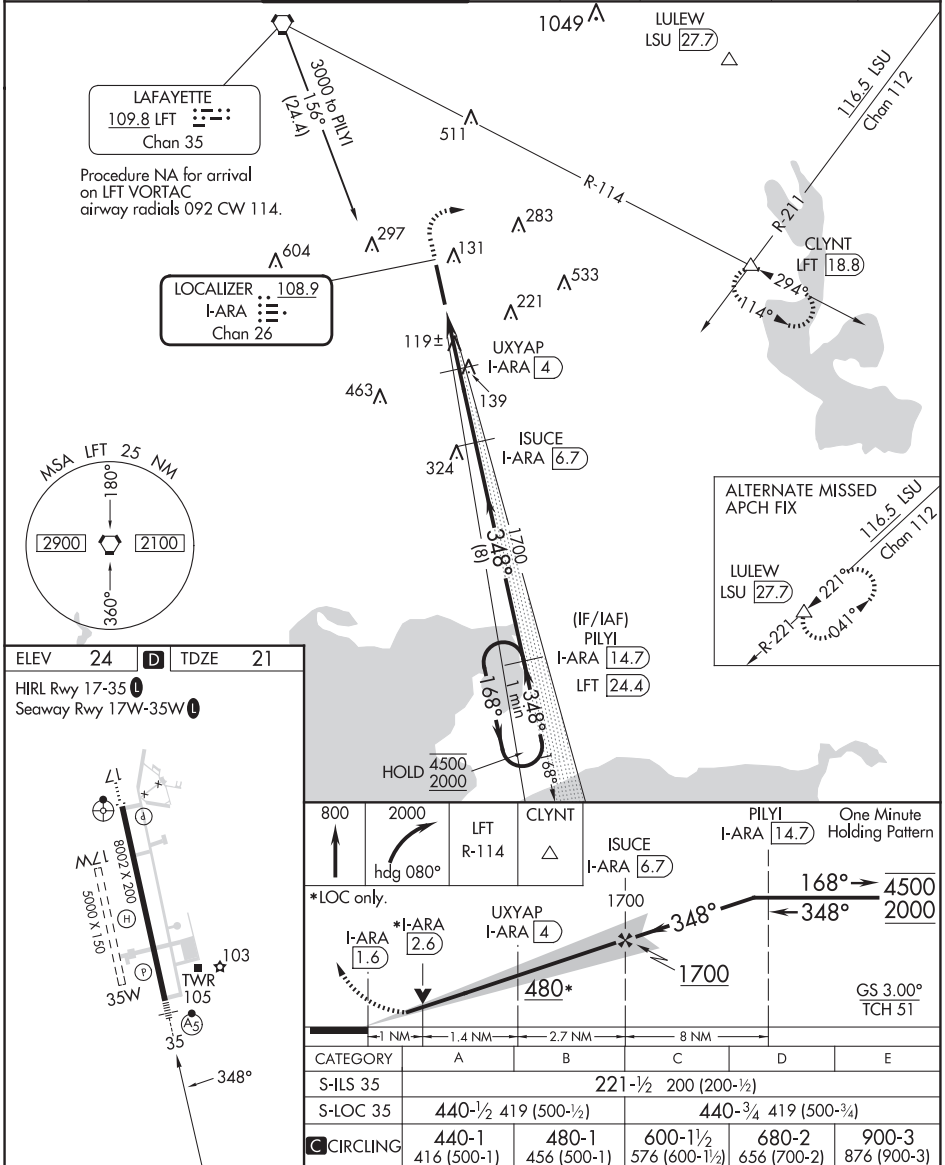 1049
LULEW
LSU 27.7
116.5 LSU
Chan 112
3000 to PILYI
156°
(24.4)
LAFAYETTE
109.8 LFT
Chan 35
511
Procedure NA for arrival
on LFT VORTAC
airway radials 092 CW 114.
R-114
R-211
283
297
604
131
CLYNT
LFT 18.8
533
294°
114°
LOCALIZER 108.9
I-ARA
Chan 26
221
119±
UXYAP
I-ARA 4
139
463
ISUCE
I-ARA 6.7
324
MSA LFT 25 NM
180°
2900
2100
360°
1700
348°
(8)
ALTERNATE MISSED
APCH FIX
116.5 LSU
Chan 112
LULEW
LSU 27.7
221°
041°
R-221
(IF/IAF)
PILYI
I-ARA 14.7
LFT 24.4
168°
1 min
348°
168°
HOLD 4500
2000
ELEV 24 D TDZE 21
HIRL Rwy 17-35 L
Seaway Rwy 17W-35W L
17
P
8002 X 200
17W
5000 X 150
H
P
35W
103
TWR
105
A5
35
348°
800
2000
hdg 080°
LFT
R-114
CLYNT
PILYI
I-ARA 14.7
One Minute
Holding Pattern
ISUCE
I-ARA 6.7
*LOC only.
168°
4500
2000
348°
1700
348°
UXYAP
I-ARA 4
*I-ARA
2.6
I-ARA
1.6
1700
480*
GS 3.00°
TCH 51
1 NM
1.4 NM
2.7 NM
8 NM
CATEGORY A B C D E
S-ILS 35 221-½ 200 (200-½)
S-LOC 35 440-½ 419 (500-½) 440-¾ 419 (500-¾)
C CIRCLING 440-1 480-1 600-1½ 680-2 900-3
416 (500-1) 456 (500-1) 576 (600-1½) 656 (700-2) 876 (900-3)